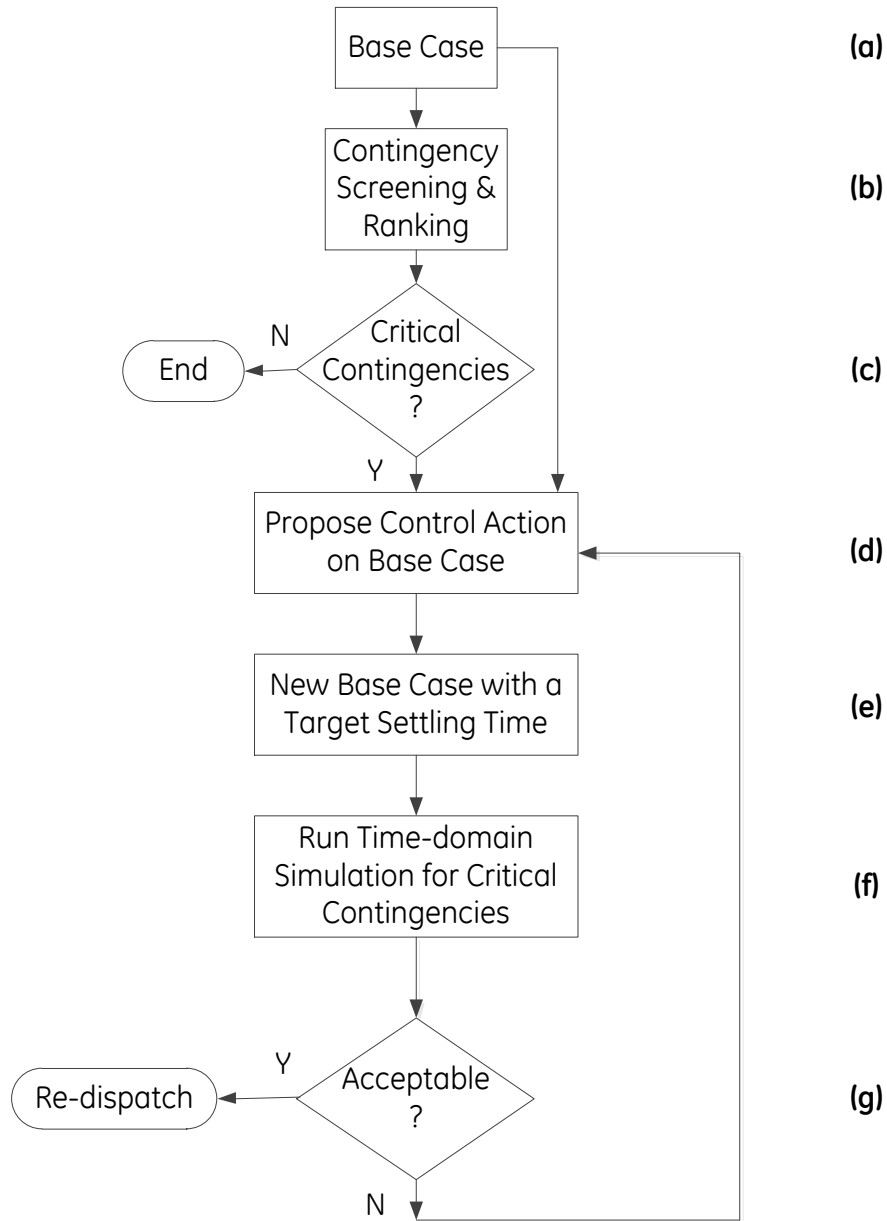 Base Case
(a)
Contingency
Screening &
Ranking
(b)
N
Critical
Contingencies
?
End
(c)
Y
Propose Control Action
on Base Case
(d)
New Base Case with a
Target Settling Time
(e)
Run Time-domain
Simulation for Critical
Contingencies
(f)
Y
Acceptable
?
Re-dispatch
(g)
N